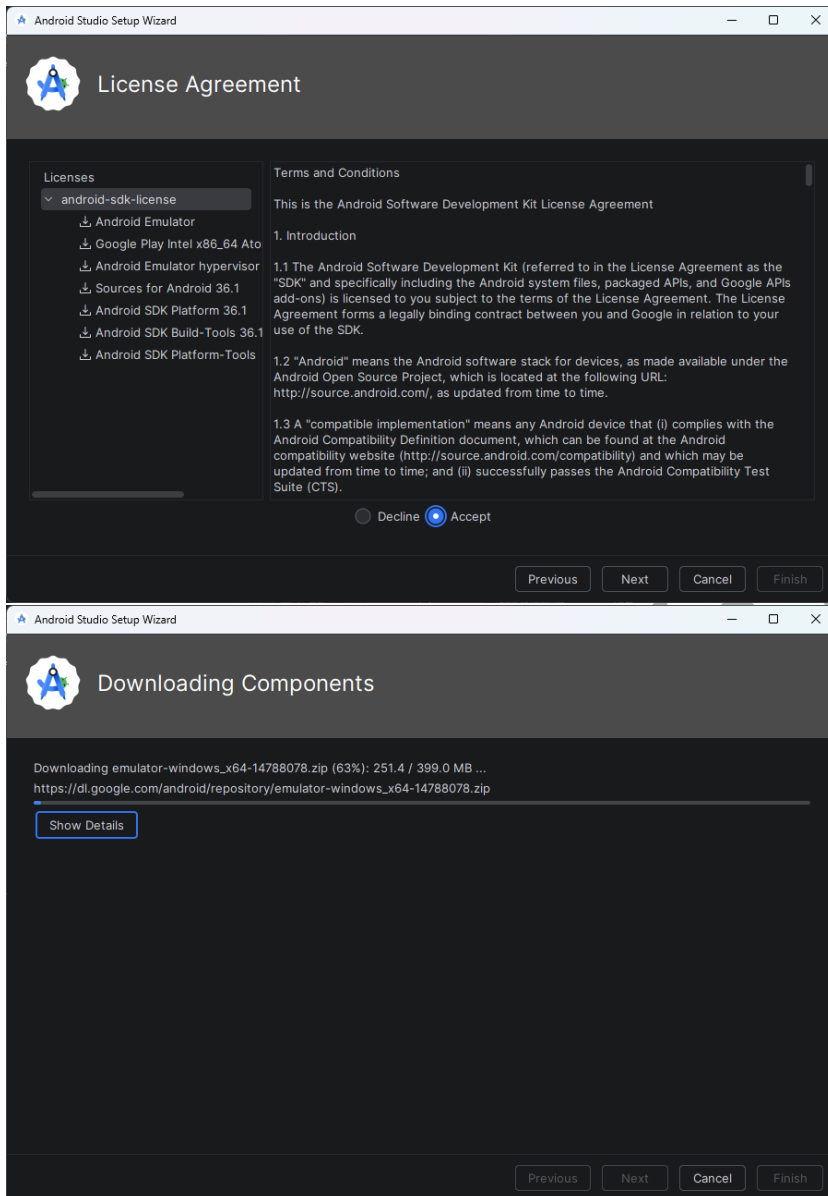 Android Studio Setup Wizard
License Agreement
Licenses
android-sdk-license
Android Emulator
Google Play Intel x86_64 Ato
Android Emulator hypervisor
Sources for Android 36.1
Android SDK Platform 36.1
Android SDK Build-Tools 36.1
Android SDK Platform-Tools
Terms and Conditions
This is the Android Software Development Kit License Agreement
1. Introduction
1.1 The Android Software Development Kit (referred to in the License Agreement as the
"SDK" and specifically including the Android system files, packaged APIs, and Google APIs
add-ons) is licensed to you subject to the terms of the License Agreement. The License
Agreement forms a legally binding contract between you and Google in relation to your
use of the SDK.
1.2 "Android" means the Android software stack for devices, as made available under the
Android Open Source Project, which is located at the following URL:
http://source.android.com/, as updated from time to time.
1.3 A "compatible implementation" means any Android device that (i) complies with the
Android Compatibility Definition document, which can be found at the Android
compatibility website (http://source.android.com/compatibility) and which may be
updated from time to time; and (ii) successfully passes the Android Compatibility Test
Suite (CTS).
Decline Accept
Previous Next Cancel Finish
Android Studio Setup Wizard
Downloading Components
Downloading emulator-windows_x64-14788078.zip (63%): 251.4 / 399.0 MB ...
https://dl.google.com/android/repository/emulator-windows_x64-14788078.zip
Show Details
Previous Next Cancel Finish